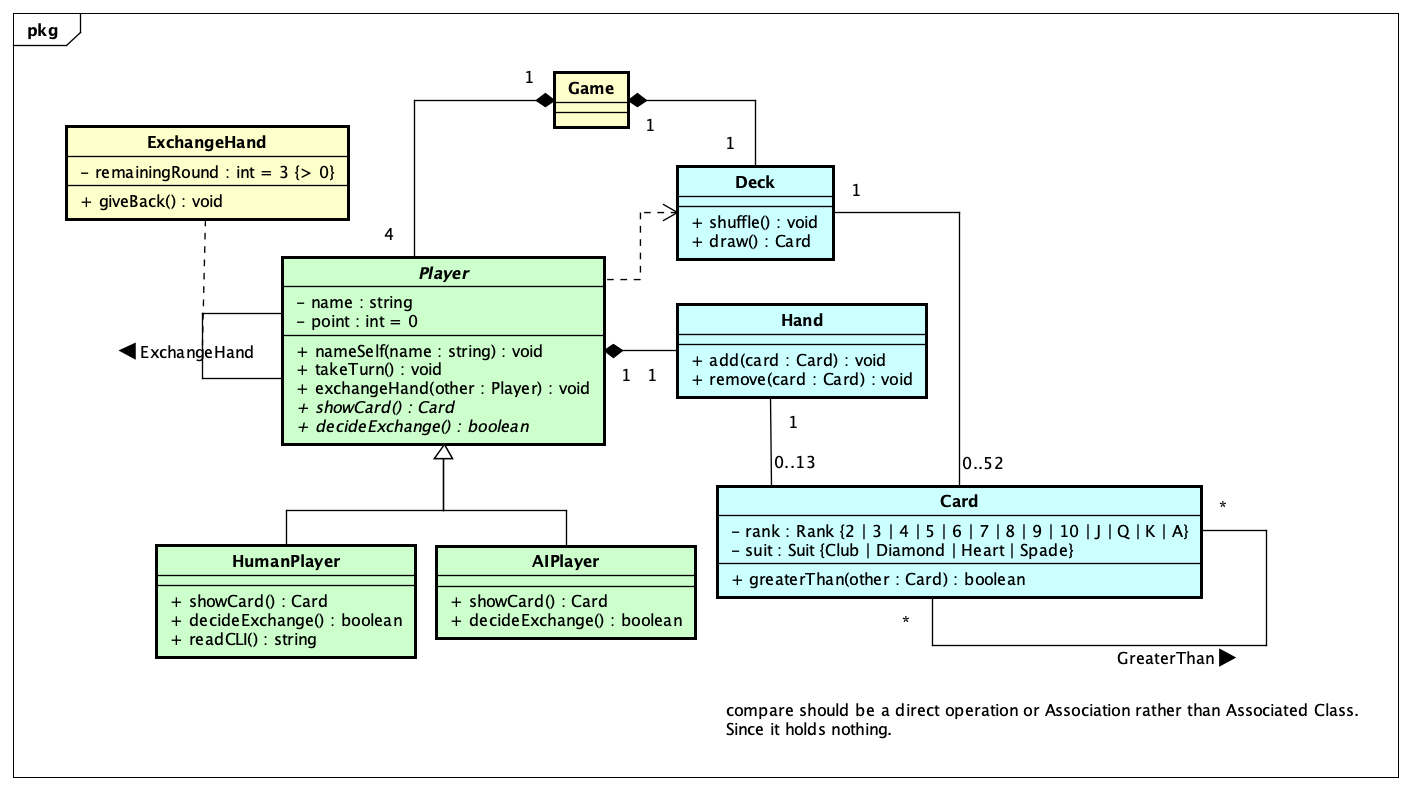 pkg
1
Game
1
ExchangeHand
– remainingRound : int = 3 {> 0}
+ giveBack() : void
1
Deck
+ shuffle() : void
+ draw() : Card
1
4
Player
– name : string
– point : int = 0
+ nameSelf(name : string) : void
+ takeTurn() : void
+ exchangeHand(other : Player) : void
+ showCard() : Card
+ decideExchange() : boolean
ExchangeHand
1
1
Hand
+ add(card : Card) : void
+ remove(card : Card) : void
1
0..13
0..52
Card
– rank : Rank {2 | 3 | 4 | 5 | 6 | 7 | 8 | 9 | 10 | J | Q | K | A}
– suit : Suit {Club | Diamond | Heart | Spade}
+ greaterThan(other : Card) : boolean
*
*
GreaterThan
HumanPlayer
+ showCard() : Card
+ decideExchange() : boolean
+ readCLI() : string
AIPlayer
+ showCard() : Card
+ decideExchange() : boolean
compare should be a direct operation or Association rather than Associated Class.
Since it holds nothing.